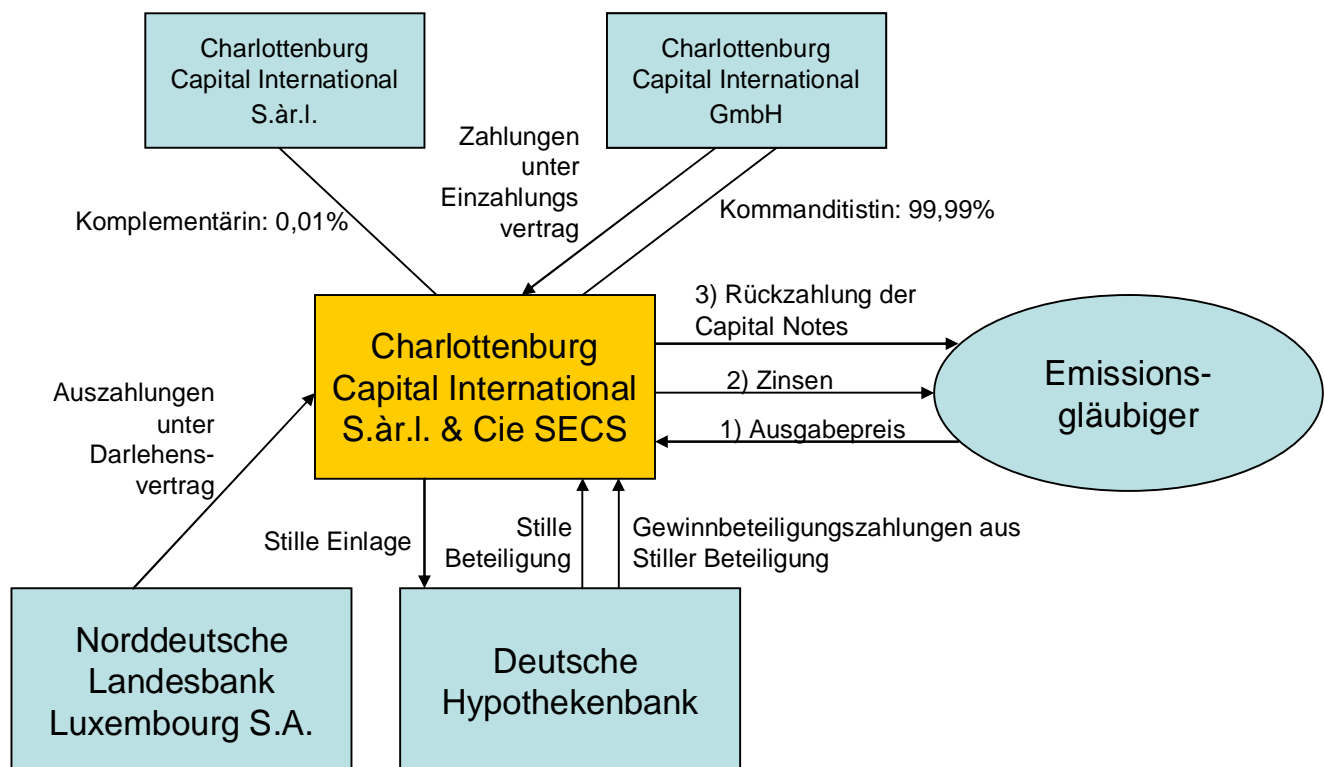 Charlottenburg
Capital International
S.àr.l.
Charlottenburg
Capital International
GmbH
Zahlungen
unter
Einzahlungs
vertrag
Komplementärin: 0,01%
Kommanditistin: 99,99%
Charlottenburg
Capital International
S.àr.l. & Cie SECS
3) Rückzahlung der
Capital Notes
2) Zinsen
1) Ausgabepreis
Emissions-
gläubiger
Auszahlungen
unter
Darlehens-
vertrag
Stille Einlage
Stille
Beteiligung
Gewinnbeteiligungszahlungen aus
Stiller Beteiligung
Norddeutsche
Landesbank
Luxembourg S.A.
Deutsche
Hypothekenbank